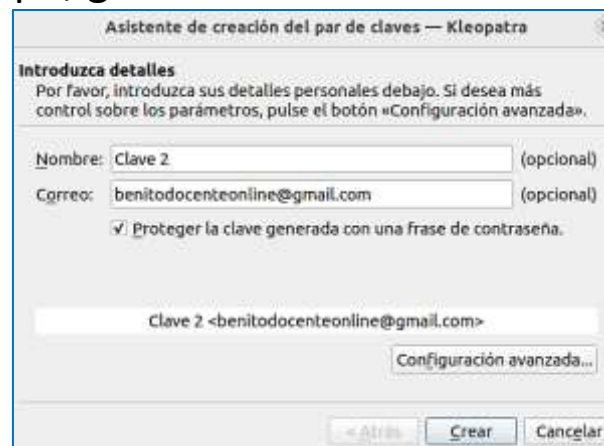 Asistente de creación del par de claves — Kleopatra
Introduzca detalles
Por favor, introduzca sus detalles personales debajo. Si desea más
control sobre los parámetros, pulse el botón «Configuración avanzada».
Nombre: Clave 2 (opcional)
Correo: benitodocenteonline@gmail.com (opcional)
Proteger la clave generada con una frase de contraseña.
Clave 2 <benitodocenteonline@gmail.com>
Configuración avanzada...
< Atrás Crear Cancelar